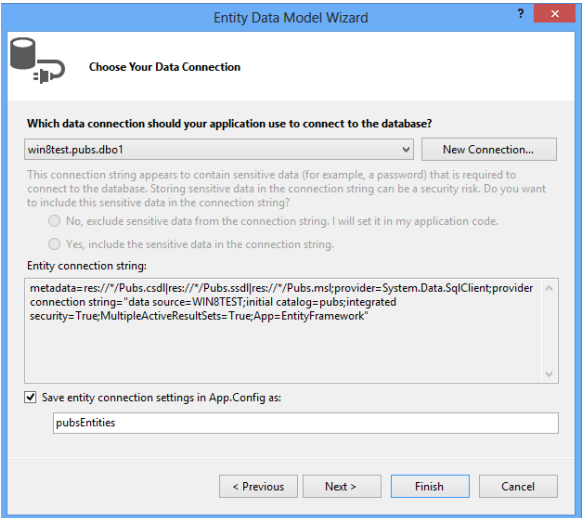 Entity Data Model Wizard
?
Choose Your Data Connection
Which data connection should your application use to connect to the database?
win8test.pubs.dbo1
New Connection...
This connection string appears to contain sensitive data (for example, a password) that is required to
connect to the database. Storing sensitive data in the connection string can be a security risk. Do you want
to include this sensitive data in the connection string?
No, exclude sensitive data from the connection string. I will set it in my application code.
Yes, include the sensitive data in the connection string.
Entity connection string:
metadata=res://*/Pubs.csdl|res://*/Pubs.ssdl|res://*/Pubs.msl;provider=System.Data.SqlClient;provider
connection string="data source=WIN8TEST;initial catalog=pubs;integrated
security=True;MultipleActiveResultSets=True;App=EntityFramework"
Save entity connection settings in App.Config as:
pubsEntities
< Previous
Next >
Finish
Cancel